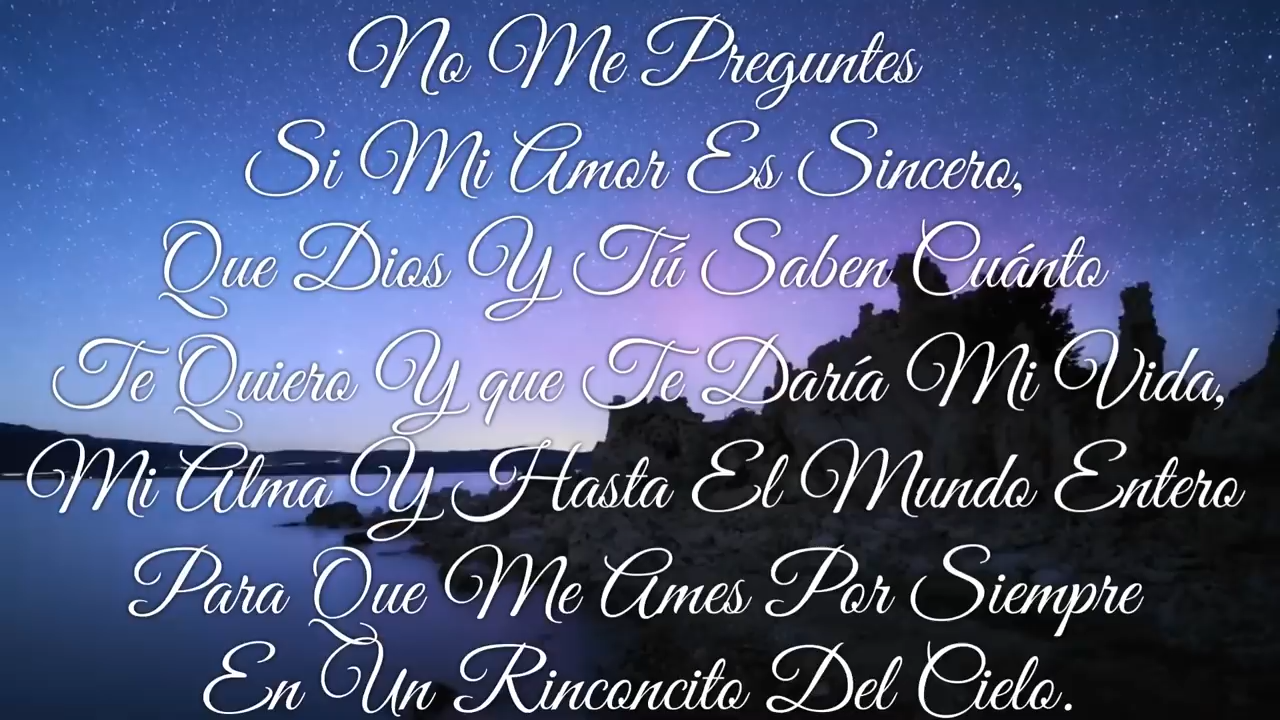 No Me Preguntes
Si Mi Amor Es Sincero,
Que Dios Y Tú Saben Cuánto
Te Quiero Y que Te Daría Mi Vida,
Mi Alma Y Hasta El Mundo Entero
Para Que Me Ames Por Siempre
En Un Rinconcito Del Cielo.